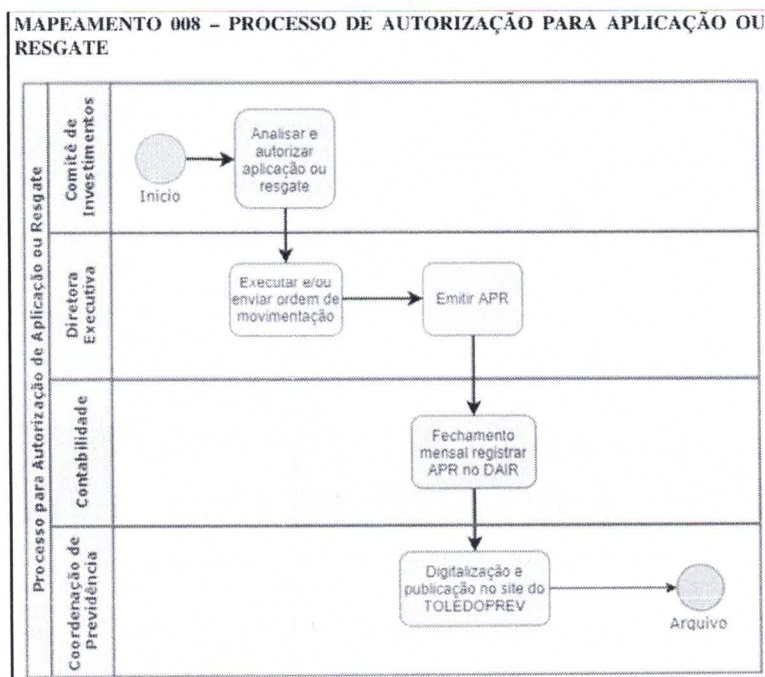 MAPEAMENTO 008 – PROCESSO DE AUTORIZAÇÃO PARA APLICAÇÃO OU
RESGATE
Processo para Autorização de Aplicação ou Resgate
Comitê de
Investimentos
Inicio
Analisar e
autorizar
aplicação ou
resgate
Diretora
Executiva
Executar e/ou
enviar ordem de
movimentação
Emitir APR
Contabilidade
Fechamento
mensal registrar
APR no DAIR
Coordenação de
Previdência
Digitalização e
publicação no site do
TOLEDOPREV
Arquivo